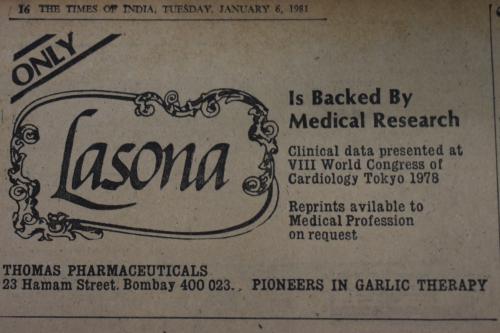 16 THE TIMES OF INDIA, TUESDAY, JANUARY 6, 1981
ONLY
Lasona
Is Backed By
Medical Research
Clinical data presented at
VIII World Congress of
Cardiology Tokyo 1978
Reprints avilable to
Medical Profession
on request
THOMAS PHARMACEUTICALS
23 Hamam Street. Bombay 400 023.. PIONEERS IN GARLIC THERAPY